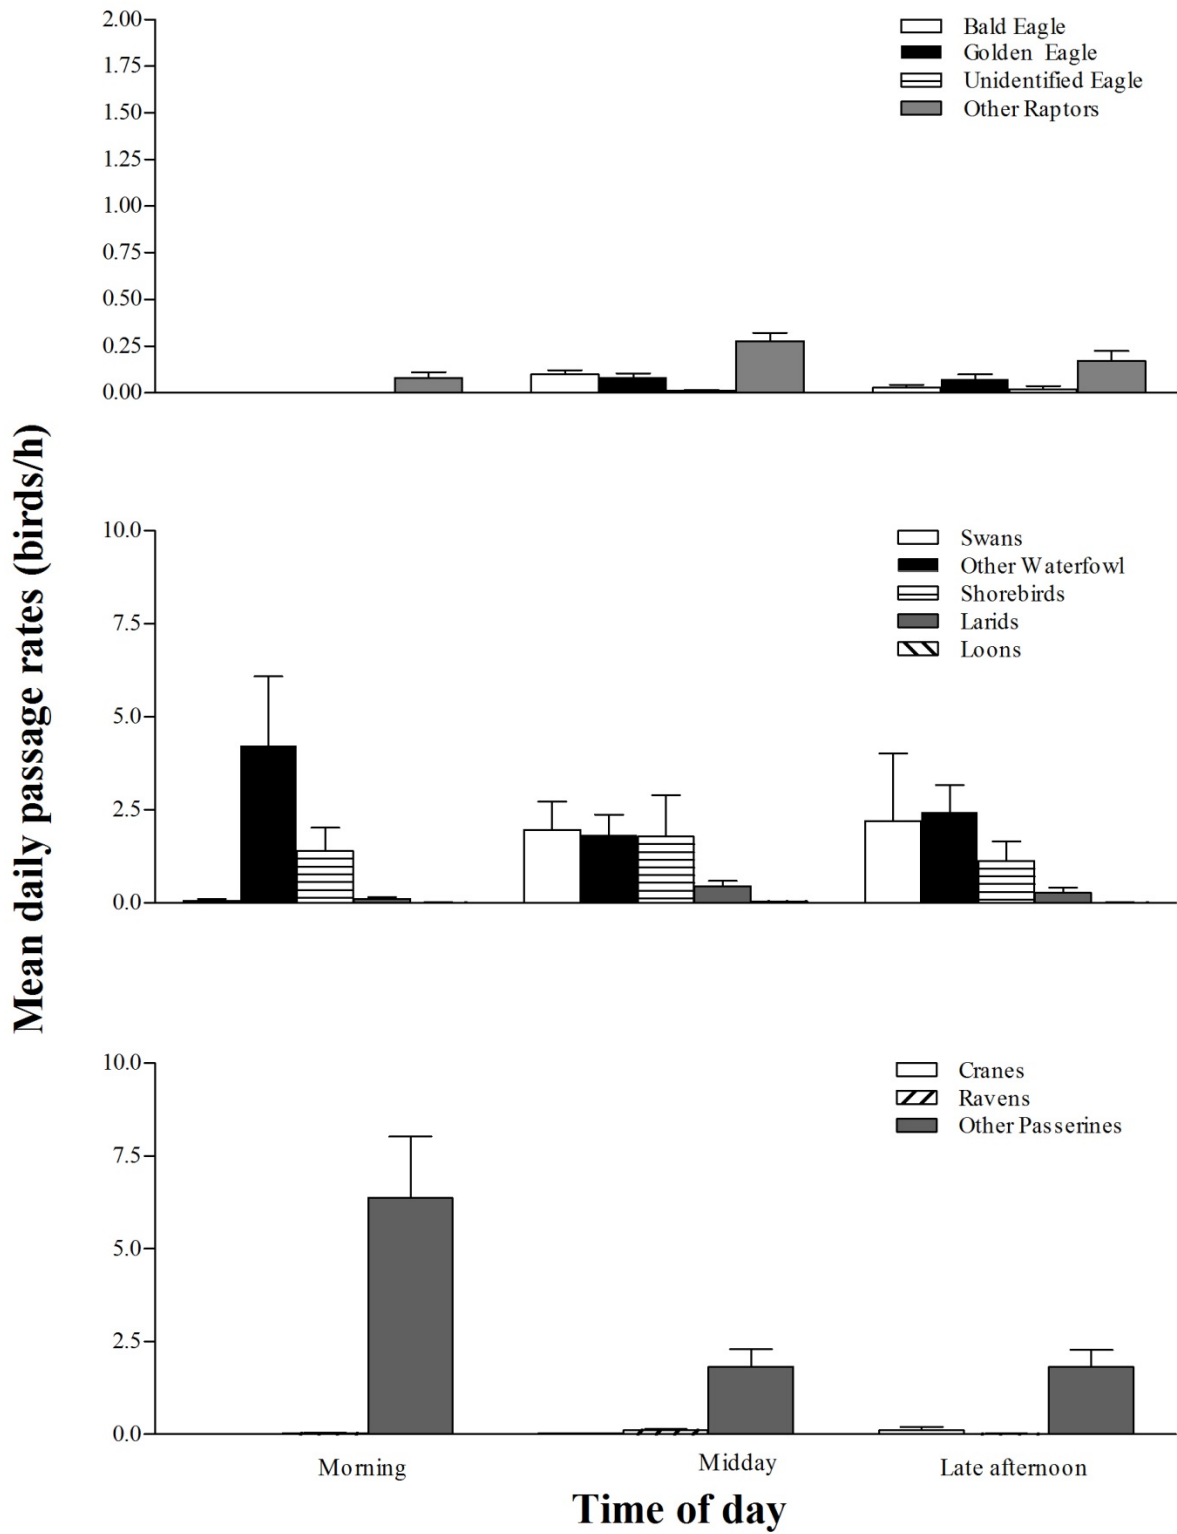 Mean daily passage rates (birds/h)
2.00
1.75
1.50
1.25
1.00
0.75
0.50
0.25
0.00
Bald Eagle
Golden Eagle
Unidentified Eagle
Other Raptors
10.0
7.5
5.0
2.5
0.0
Swans
Other Waterfowl
Shorebirds
Larids
Loons
10.0
7.5
5.0
2.5
0.0
Cranes
Ravens
Other Passerines
Morning Midday Late afternoon
Time of day